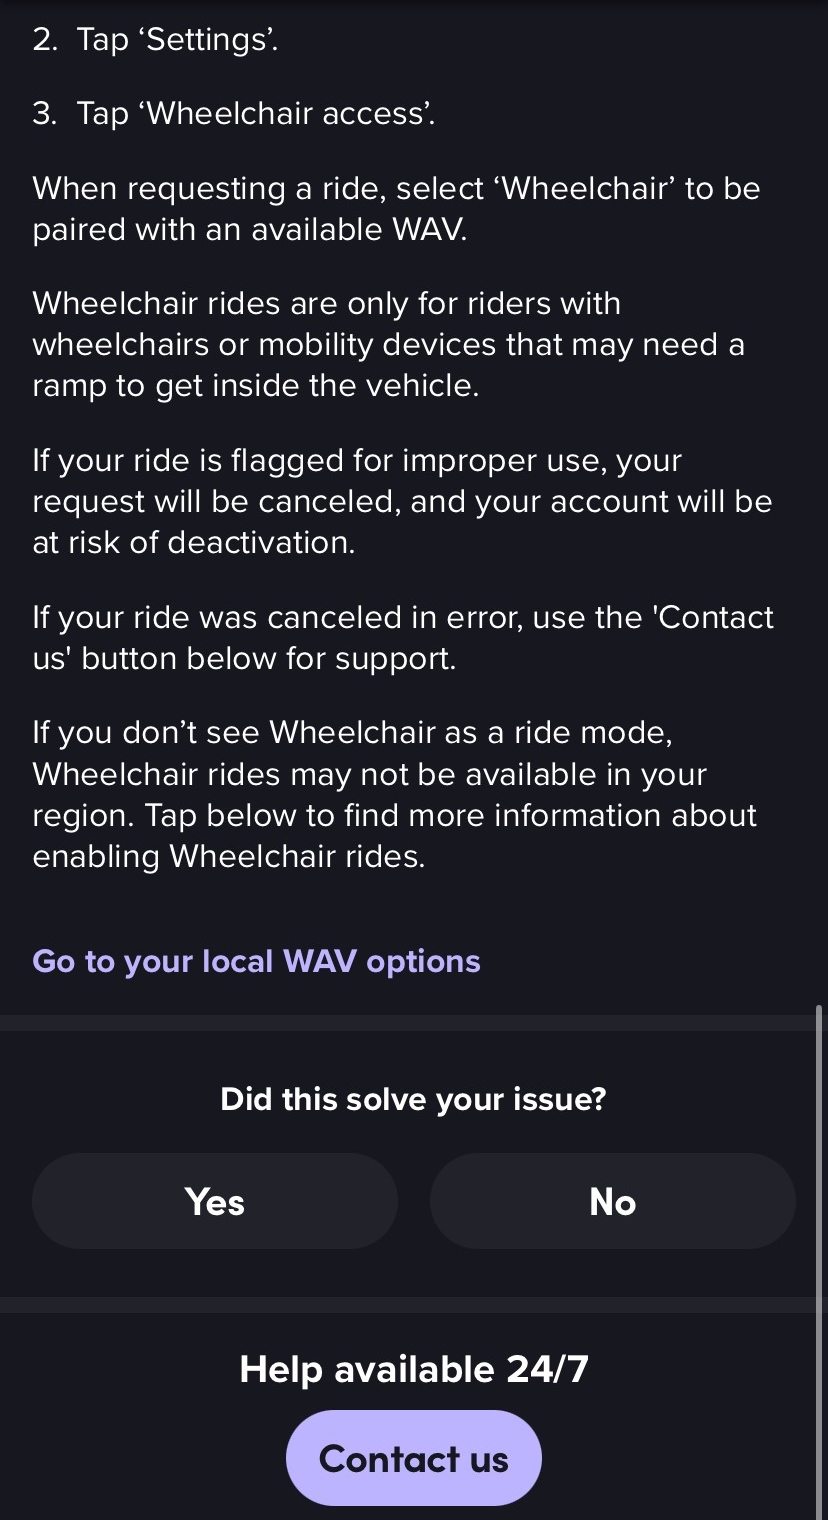 2. Tap ‘Settings’.
3. Tap ‘Wheelchair access’.
When requesting a ride, select ‘Wheelchair’ to be
paired with an available WAV.
Wheelchair rides are only for riders with
wheelchairs or mobility devices that may need a
ramp to get inside the vehicle.
If your ride is flagged for improper use, your
request will be canceled, and your account will be
at risk of deactivation.
If your ride was canceled in error, use the 'Contact
us' button below for support.
If you don’t see Wheelchair as a ride mode,
Wheelchair rides may not be available in your
region. Tap below to find more information about
enabling Wheelchair rides.
Go to your local WAV options
Did this solve your issue?
Yes No
Help available 24/7
Contact us